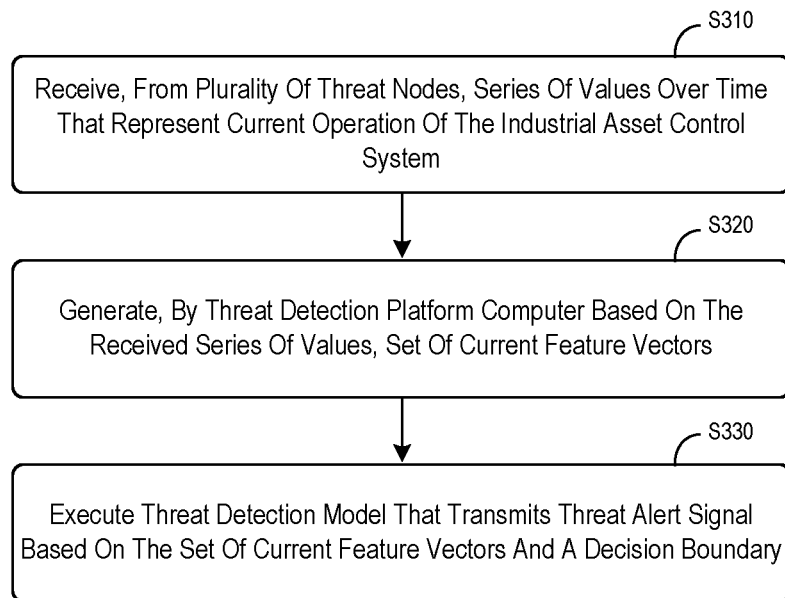 S310
Receive, From Plurality Of Threat Nodes, Series Of Values Over Time
That Represent Current Operation Of The Industrial Asset Control
System
S320
Generate, By Threat Detection Platform Computer Based On The
Received Series Of Values, Set Of Current Feature Vectors
S330
Execute Threat Detection Model That Transmits Threat Alert Signal
Based On The Set Of Current Feature Vectors And A Decision Boundary